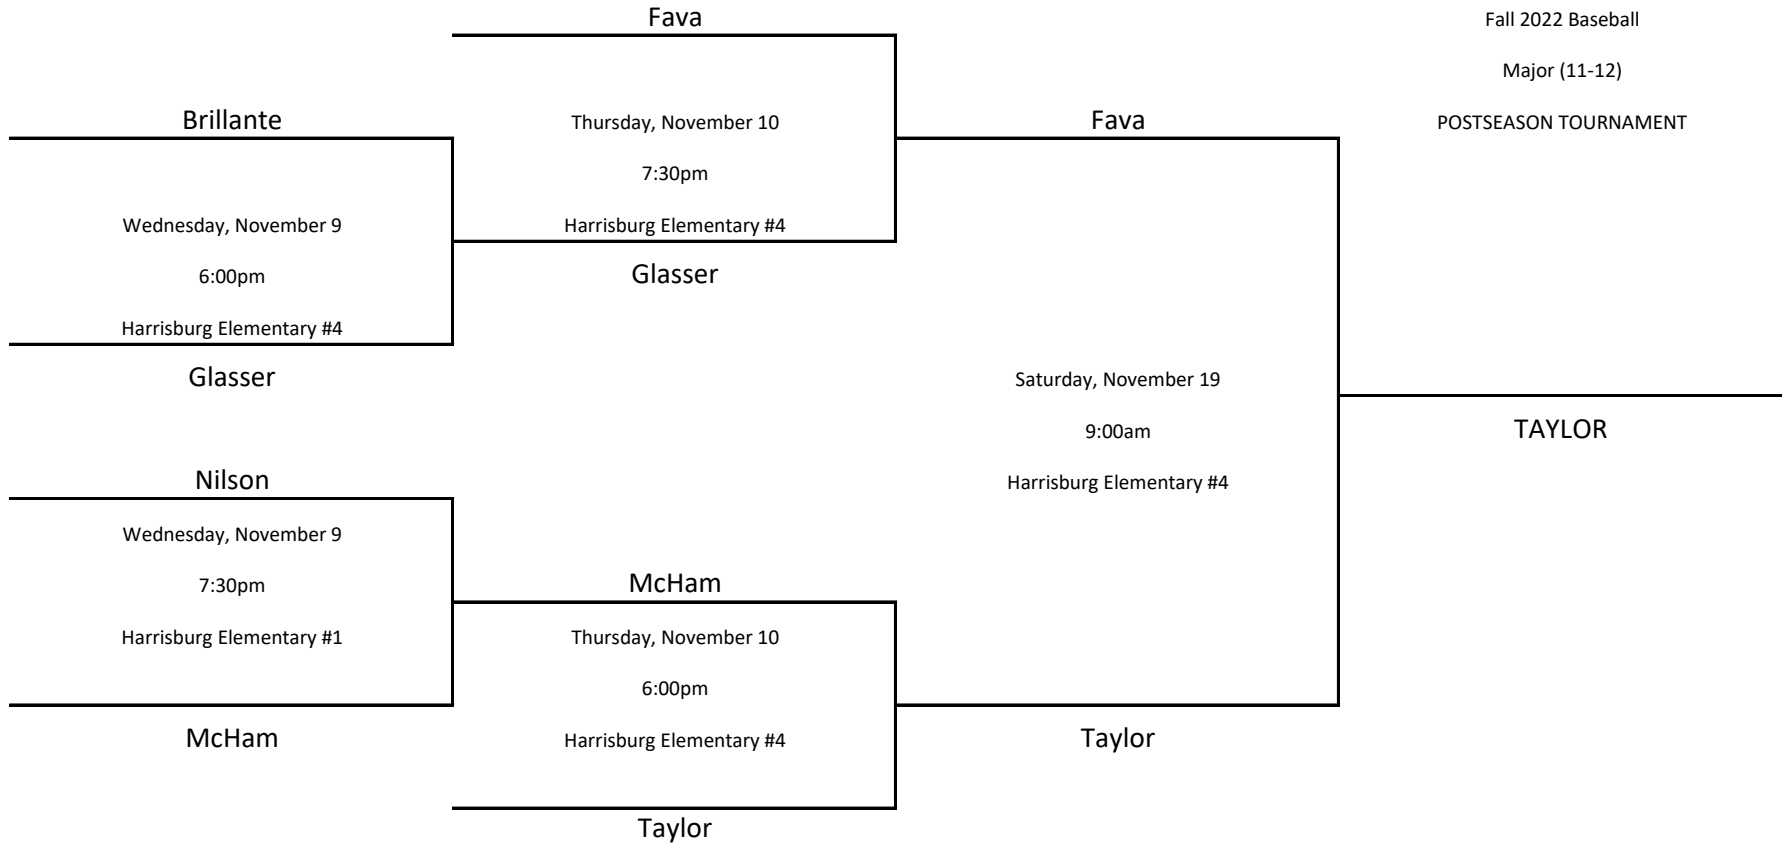 Fava
Fall 2022 Baseball
Major (11-12)
Brillante
Thursday, November 10
Fava
POSTSEASON TOURNAMENT
7:30pm
Wednesday, November 9
Harrisburg Elementary #4
6:00pm
Glasser
Harrisburg Elementary #4
Glasser
Saturday, November 19
9:00am
TAYLOR
Nilson
Harrisburg Elementary #4
Wednesday, November 9
7:30pm
McHam
Harrisburg Elementary #1
Thursday, November 10
6:00pm
McHam
Harrisburg Elementary #4
Taylor
Taylor